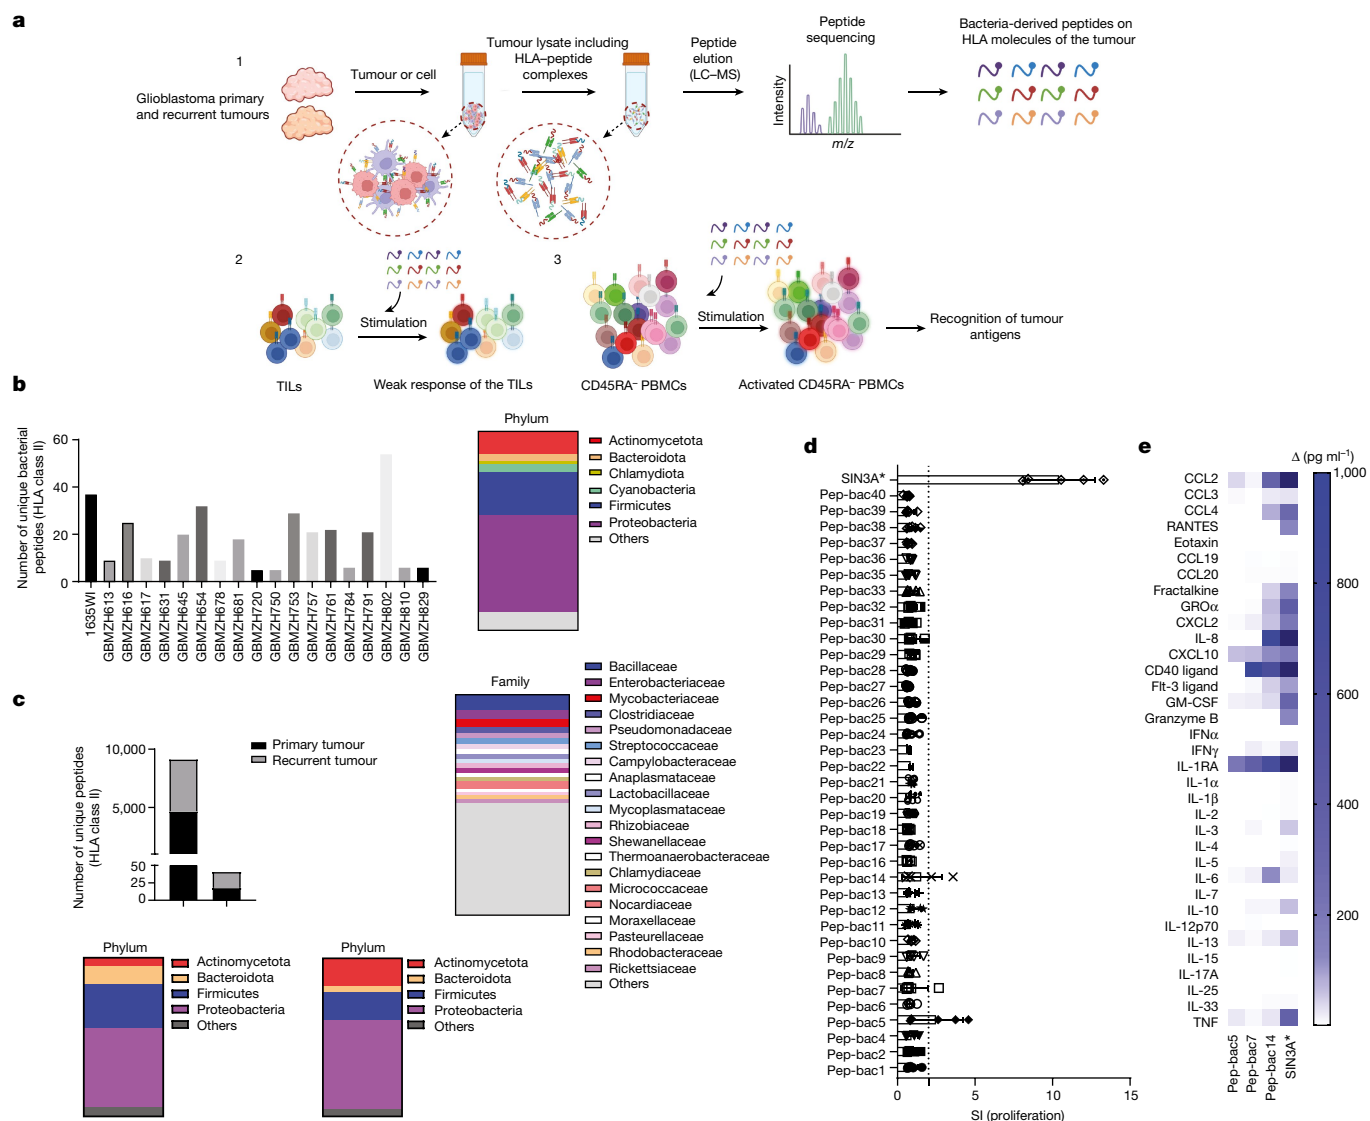 a
1
Glioblastoma primary
and recurrent tumours
Tumour or cell
Tumour lysate including
HLA–peptide
complexes
Peptide
elution
(LC–MS)
Peptide
sequencing
Intensity
m/z
Bacteria-derived peptides on
HLA molecules of the tumour
2
Stimulation
TILs
Weak response of the TILs
3
Stimulation
CD45RA– PBMCs
Activated CD45RA– PBMCs
Recognition of tumour
antigens
b
Number of unique bacterial
peptides (HLA class II)
60
40
20
0
1635WI
GBMZH613
GBMZH616
GBMZH617
GBMZH631
GBMZH645
GBMZH654
GBMZH678
GBMZH681
GBMZH720
GBMZH750
GBMZH753
GBMZH757
GBMZH761
GBMZH784
GBMZH791
GBMZH802
GBMZH810
GBMZH829
Phylum
Actinomycetota
Bacteroidota
Chlamydiota
Cyanobacteria
Firmicutes
Proteobacteria
Others
Family
Bacillaceae
Enterobacteriaceae
Mycobacteriaceae
Clostridiaceae
Pseudomonadaceae
Streptococcaceae
Campylobacteraceae
Anaplasmataceae
Lactobacillaceae
Mycoplasmataceae
Rhizobiaceae
Shewanellaceae
Thermoanaerobacteraceae
Chlamydiaceae
Micrococcaceae
Nocardiaceae
Moraxellaceae
Pasteurellaceae
Rhodobacteraceae
Rickettsiaceae
Others
c
Number of unique peptides
(HLA class II)
10,000
5,000
50
25
0
Primary tumour
Recurrent tumour
Phylum
Actinomycetota
Bacteroidota
Firmicutes
Proteobacteria
Others
Phylum
Actinomycetota
Bacteroidota
Firmicutes
Proteobacteria
Others
d
SIN3A*
Pep-bac40
Pep-bac39
Pep-bac38
Pep-bac37
Pep-bac36
Pep-bac35
Pep-bac33
Pep-bac32
Pep-bac31
Pep-bac30
Pep-bac29
Pep-bac28
Pep-bac27
Pep-bac26
Pep-bac25
Pep-bac24
Pep-bac23
Pep-bac22
Pep-bac21
Pep-bac20
Pep-bac19
Pep-bac18
Pep-bac17
Pep-bac16
Pep-bac14
Pep-bac13
Pep-bac12
Pep-bac11
Pep-bac10
Pep-bac9
Pep-bac8
Pep-bac7
Pep-bac6
Pep-bac5
Pep-bac4
Pep-bac2
Pep-bac1
0
5
10
15
SI (proliferation)
e
Δ (pg ml–1)
CCL2
CCL3
CCL4
RANTES
Eotaxin
CCL19
CCL20
Fractalkine
GROα
CXCL2
IL-8
CXCL10
CD40 ligand
Flt-3 ligand
GM-CSF
Granzyme B
IFNα
IFNγ
IL-1RA
IL-1α
IL-1β
IL-2
IL-3
IL-4
IL-5
IL-6
IL-7
IL-10
IL-12p70
IL-13
IL-15
IL-17A
IL-25
IL-33
TNF
Pep-bac5
Pep-bac7
Pep-bac14
SIN3A*
1,000
800
600
400
200